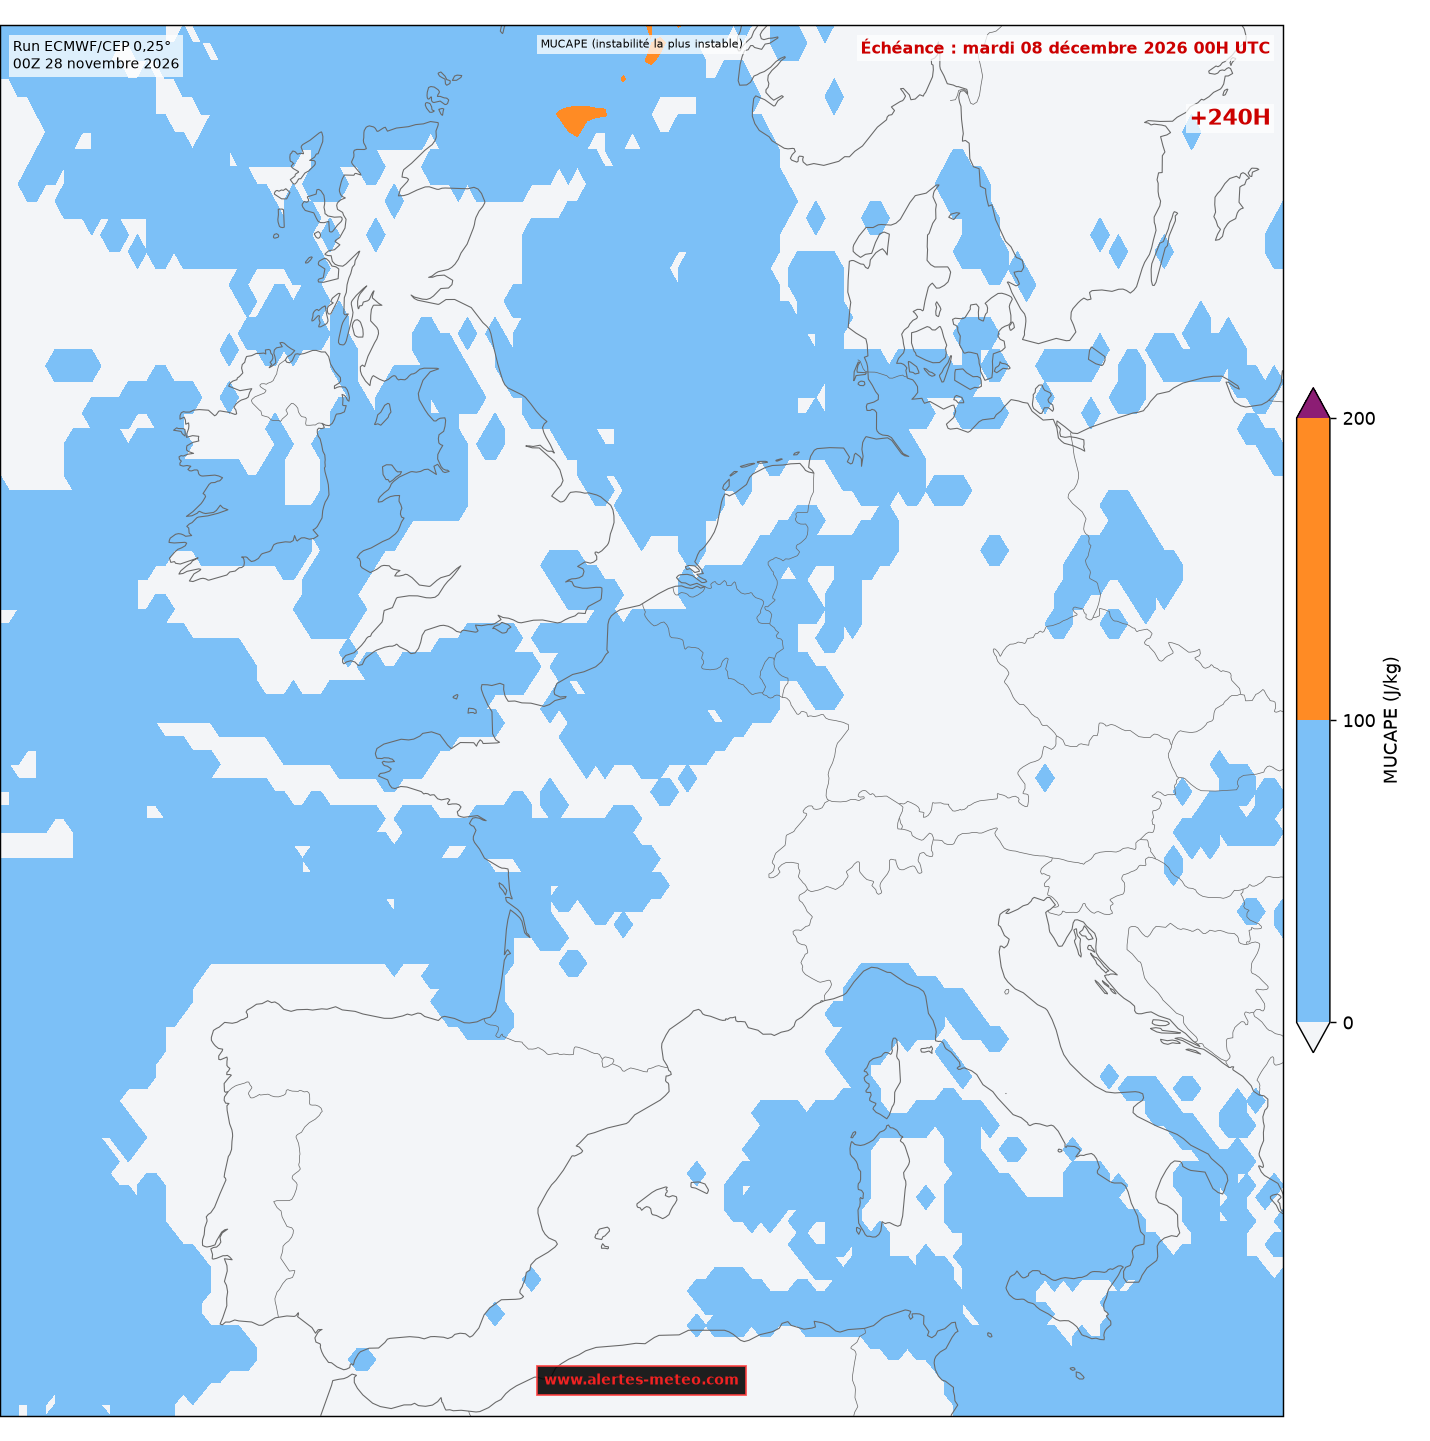 Run ECMWF/CEP 0,25°
00Z 28 novembre 2026
MUCAPE (instabilité la plus instable)
Échéance : mardi 08 décembre 2026 00H UTC
+240H
200
100
0
MUCAPE (J/kg)
www.alertes-meteo.com